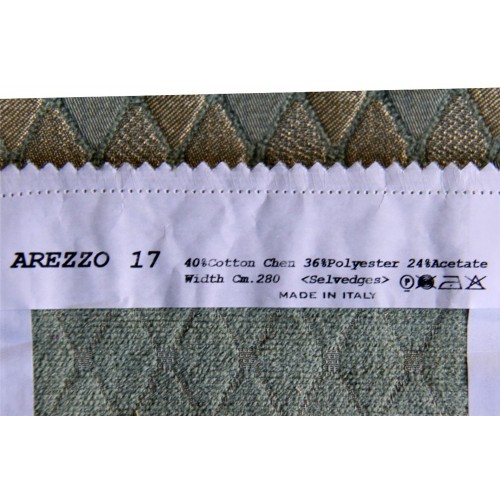 AREZZO 17
40%Cotton Chen 36%Polyester 24%Acetate
Width Cm.280 <Selvedges>
MADE IN ITALY